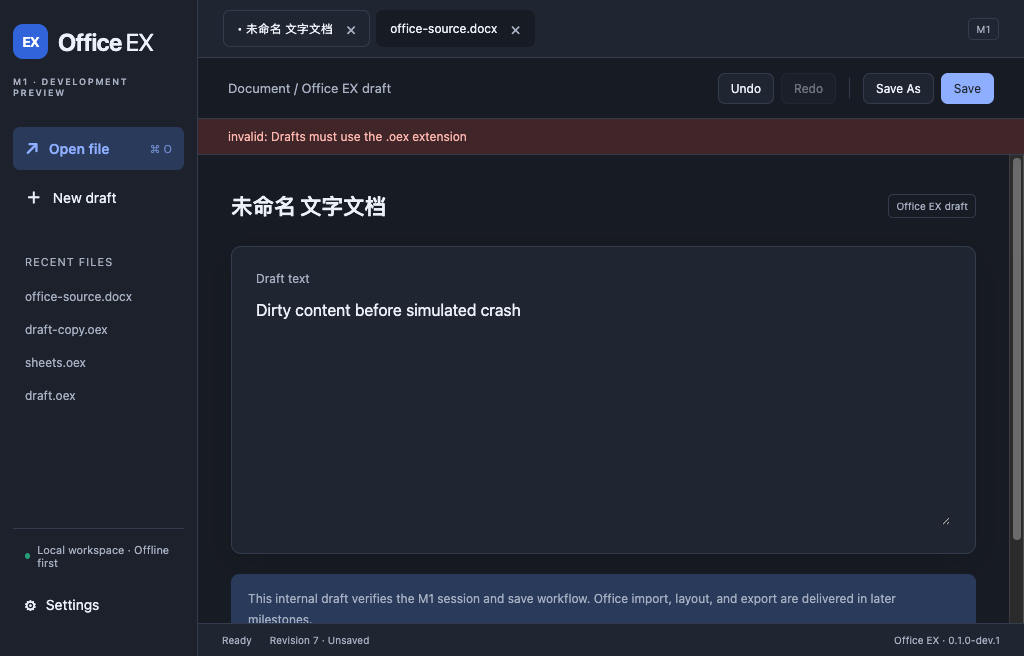 EX Office EX
M1 · DEVELOPMENT
PREVIEW
Open file ⌘ O
New draft
RECENT FILES
office-source.docx
draft-copy.oex
sheets.oex
draft.oex
Local workspace · Offline
first
Settings
• 未命名 文字文档
office-source.docx
M1
Document / Office EX draft
Undo
Redo
Save As
Save
invalid: Drafts must use the .oex extension
未命名 文字文档
Office EX draft
Draft text
Dirty content before simulated crash
This internal draft verifies the M1 session and save workflow. Office import, layout, and export are delivered in later
milestones.
Ready
Revision 7 · Unsaved
Office EX · 0.1.0-dev.1